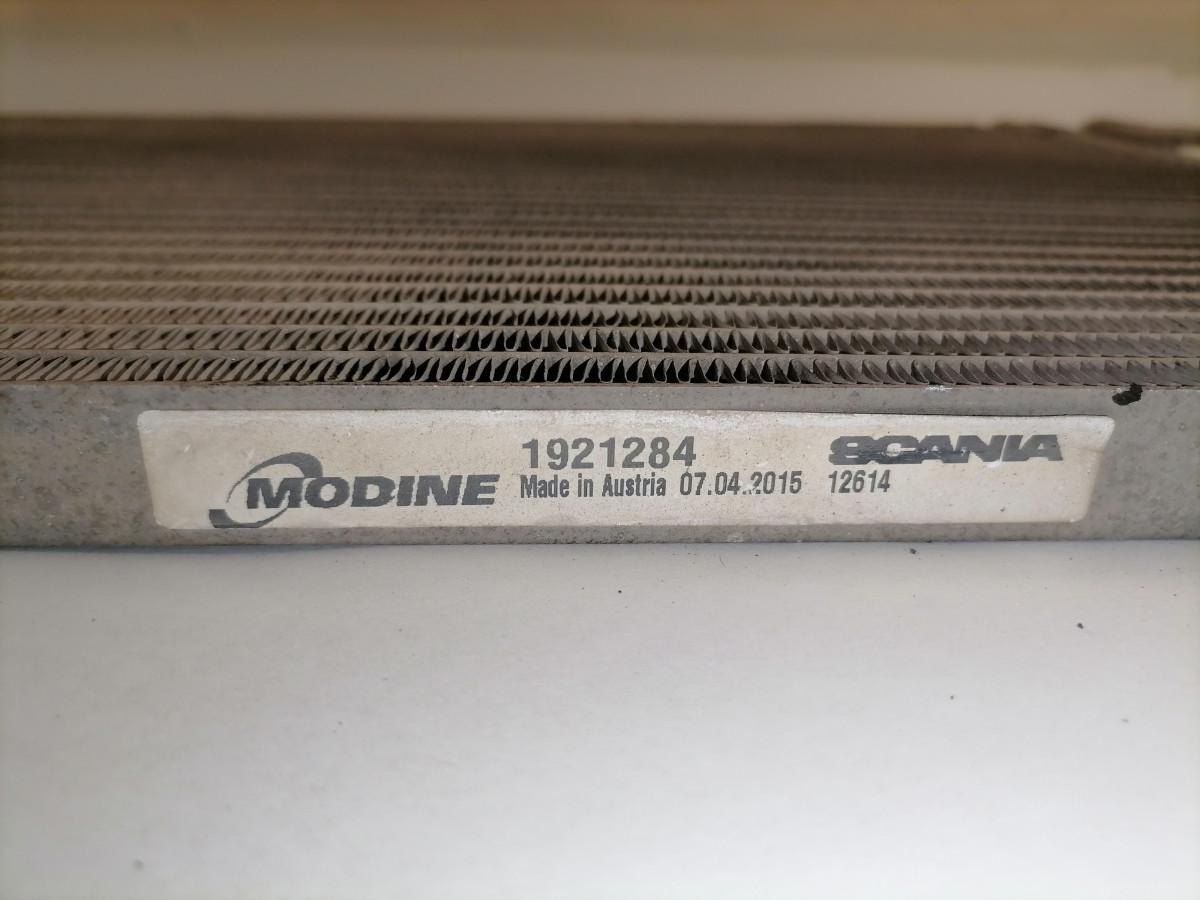 1921284 SCANIA
MODINE Made in Austria 07.04.2015 12614